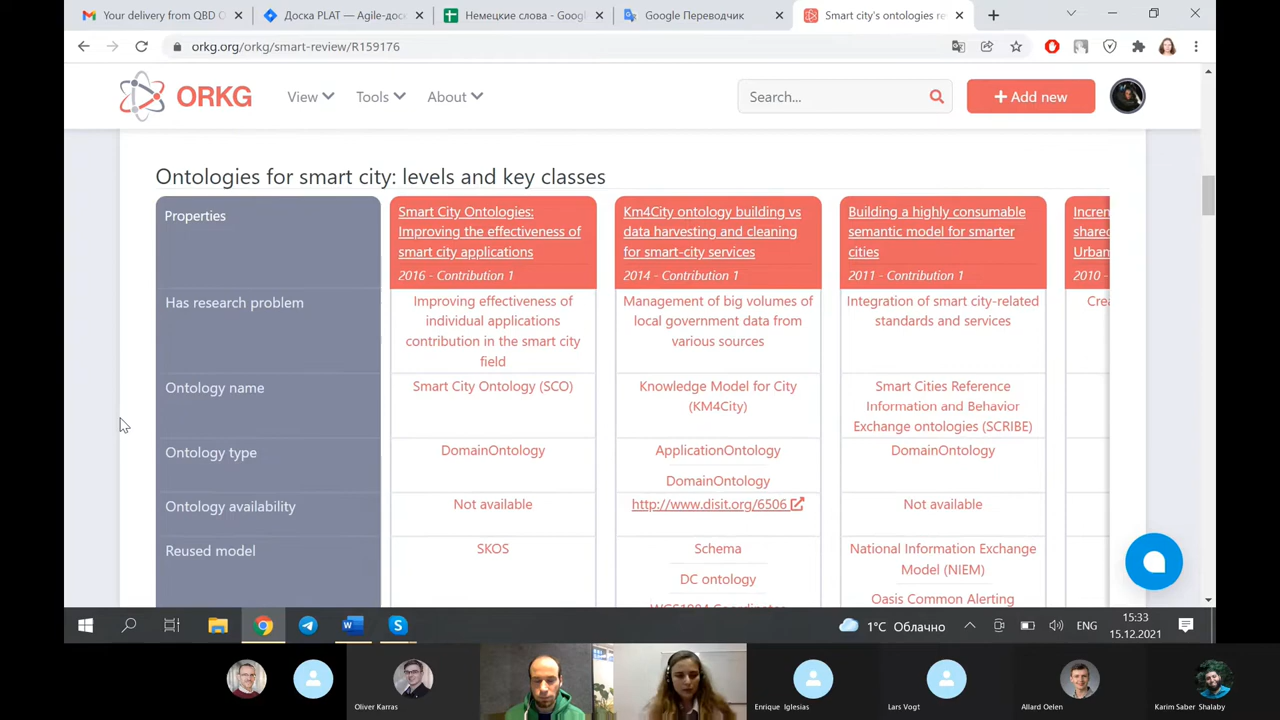 Your delivery from QBD O
Доска PLAT — Agile-дос
Немецкие слова - Goog
Google Переводчик
Smart city's ontologies re
orkg.org/orkg/smart-review/R159176
ORKG
View
Tools
About
Search...
+ Add new
Ontologies for smart city: levels and key classes
Properties
Smart City Ontologies:
Improving the effectiveness of
smart city applications
2016 - Contribution 1
Km4City ontology building vs
data harvesting and cleaning
for smart-city services
2014 - Contribution 1
Building a highly consumable
semantic model for smarter
cities
2011 - Contribution 1
Incren
shared
Urban
2010 -
Has research problem
Improving effectiveness of
individual applications
contribution in the smart city
field
Management of big volumes of
local government data from
various sources
Integration of smart city-related
standards and services
Crea
Ontology name
Smart City Ontology (SCO)
Knowledge Model for City
(KM4City)
Smart Cities Reference
Information and Behavior
Exchange ontologies (SCRIBE)
Ontology type
DomainOntology
ApplicationOntology
DomainOntology
DomainOntology
Ontology availability
Not available
http://www.disit.org/6506
Not available
Reused model
SKOS
Schema
DC ontology
National Information Exchange
Model (NIEM)
Oasis Common Alerting
1°C Облачно
ENG
15:33
15.12.2021
Oliver Karras
Enrique Iglesias
Lars Vogt
Allard Oelen
Karim Saber Shalaby